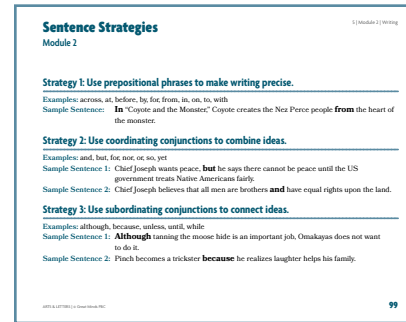 5 | Module 2 | Writing
Sentence Strategies
Module 2
Strategy 1: Use prepositional phrases to make writing precise.
Examples: across, at, before, by, for, from, in, on, to, with
Sample Sentence: In “Coyote and the Monster,” Coyote creates the Nez Perce people from the heart of
the monster.
Strategy 2: Use coordinating conjunctions to combine ideas.
Examples: and, but, for, nor, or, so, yet
Sample Sentence 1: Chief Joseph wants peace, but he says there cannot be peace until the US
government treats Native Americans fairly.
Sample Sentence 2: Chief Joseph believes that all men are brothers and have equal rights upon the land.
Strategy 3: Use subordinating conjunctions to connect ideas.
Examples: although, because, unless, until, while
Sample Sentence 1: Although tanning the moose hide is an important job, Omakayas does not want
to do it.
Sample Sentence 2: Pinch becomes a trickster because he realizes laughter helps his family.
99